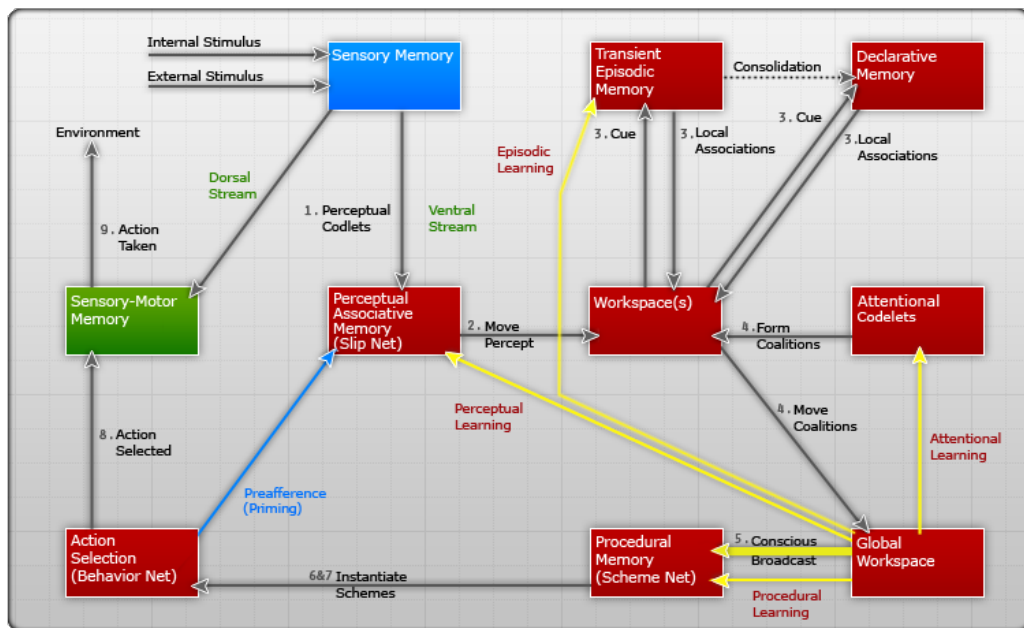 Internal Stimulus
External Stimulus
Sensory Memory
Transient
Episodic
Memory
Consolidation
Declarative
Memory
Environment
3. Cue
3. Local
Associations
3. Cue
3. Local
Associations
Episodic
Learning
Dorsal
Stream
1. Perceptual
Codlets
Ventral
Stream
9. Action
Taken
Sensory-Motor
Memory
Perceptual
Associative
Memory
(Slip Net)
2. Move
Percept
Workspace(s)
4. Form
Coalitions
Attentional
Codelets
8. Action
Selected
Perceptual
Learning
4. Move
Coalitions
Attentional
Learning
Preafference
(Priming)
Action
Selection
(Behavior Net)
6&7 Instantiate
Schemes
Procedural
Memory
(Scheme Net)
5. Conscious
Broadcast
Procedural
Learning
Global
Workspace